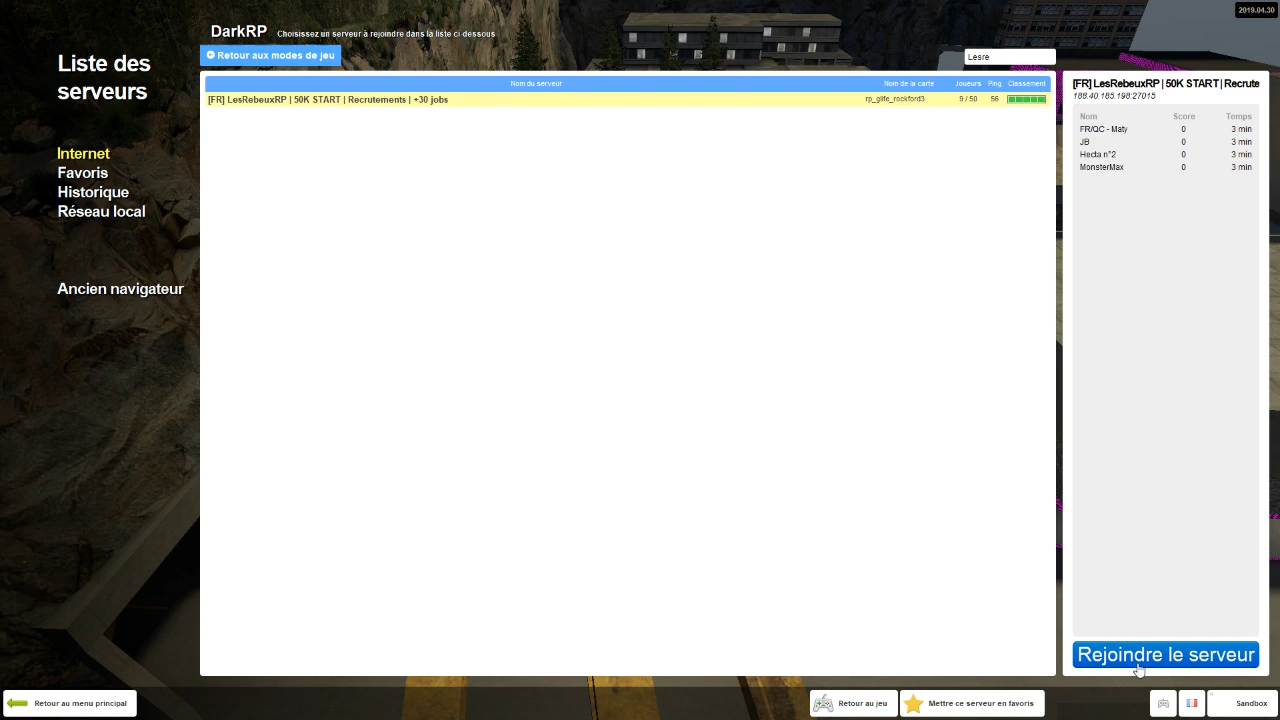 2019.04.30
DarkRP Choisissez un serveur à rejoindre dans la liste ci-dessous
Liste des
serveurs
Retour aux modes de jeu
Lesre
Internet
Favoris
Historique
Réseau local
Ancien navigateur
Nom du serveur Nom de la carte Joueurs Ping Classement
[FR] LesRebeuxRP | 50K START | Recrutements | +30 jobs rp_glife_rockford3 9 / 50 56
[FR] LesRebeuxRP | 50K START | Recrute
188.40.185.198:27015
Nom Score Temps
FR/QC - Maty 0 3 min
JB 0 3 min
Hecta n°2 0 3 min
MonsterMax 0 3 min
Rejoindre le serveur
Retour au menu principal
Retour au jeu
Mettre ce serveur en favoris
Sandbox